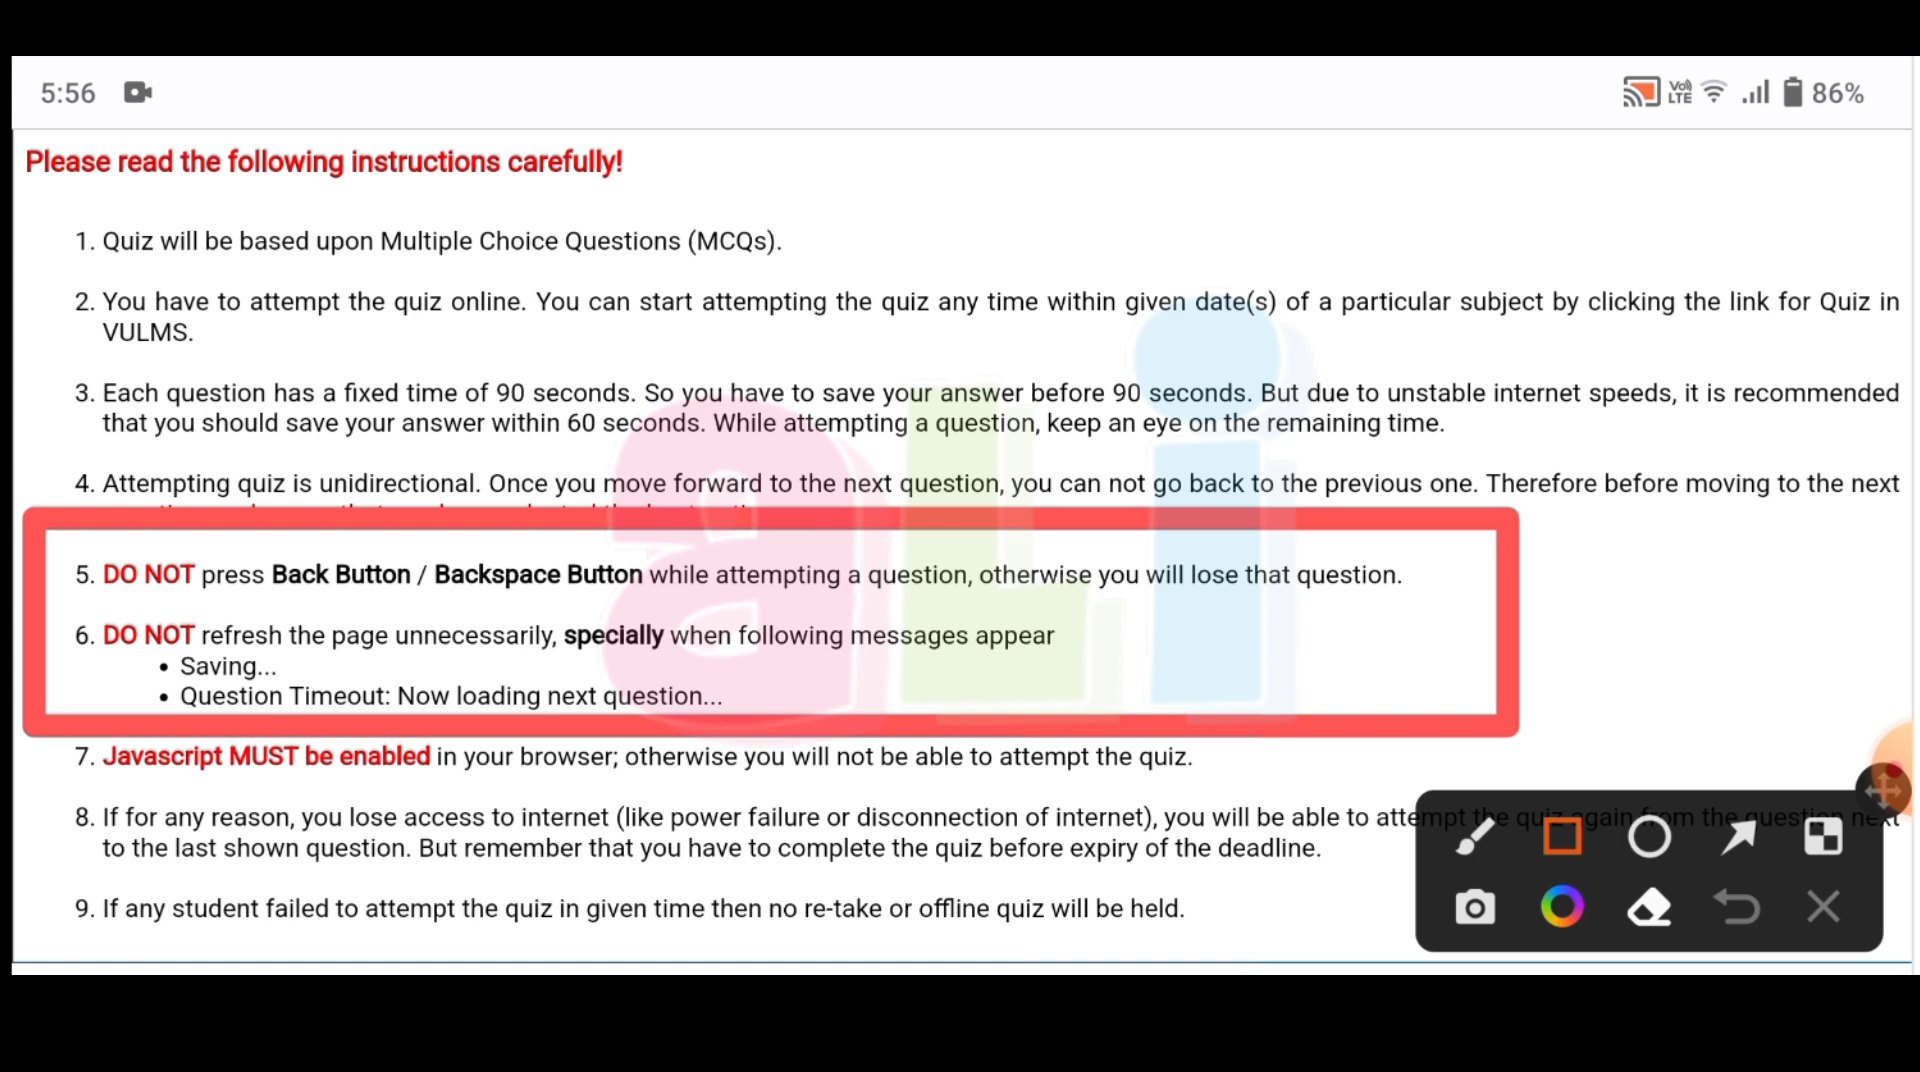 5:56
Vo) LTE 86%
Please read the following instructions carefully!
1. Quiz will be based upon Multiple Choice Questions (MCQs).
2. You have to attempt the quiz online. You can start attempting the quiz any time within given date(s) of a particular subject by clicking the link for Quiz in
VULMS.
3. Each question has a fixed time of 90 seconds. So you have to save your answer before 90 seconds. But due to unstable internet speeds, it is recommended
that you should save your answer within 60 seconds. While attempting a question, keep an eye on the remaining time.
4. Attempting quiz is unidirectional. Once you move forward to the next question, you can not go back to the previous one. Therefore before moving to the next
5. DO NOT press Back Button / Backspace Button while attempting a question, otherwise you will lose that question.
6. DO NOT refresh the page unnecessarily, specially when following messages appear
• Saving...
• Question Timeout: Now loading next question...
7. Javascript MUST be enabled in your browser; otherwise you will not be able to attempt the quiz.
8. If for any reason, you lose access to internet (like power failure or disconnection of internet), you will be able to attempt the quiz again from the question next
to the last shown question. But remember that you have to complete the quiz before expiry of the deadline.
9. If any student failed to attempt the quiz in given time then no re-take or offline quiz will be held.
aLi